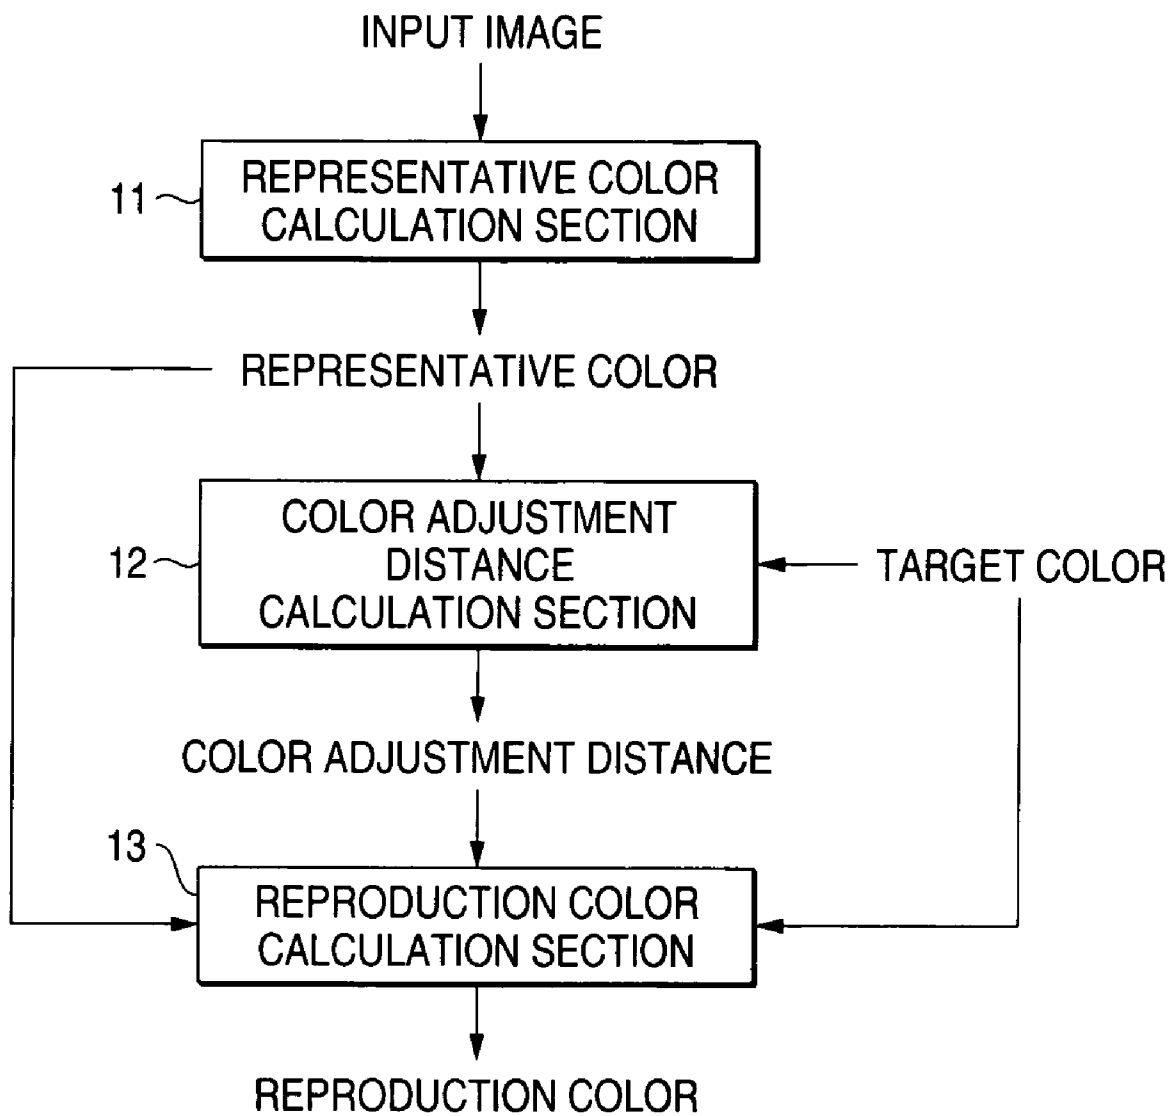 INPUT IMAGE
11
REPRESENTATIVE COLOR
CALCULATION SECTION
REPRESENTATIVE COLOR
12
COLOR ADJUSTMENT
DISTANCE
CALCULATION SECTION
TARGET COLOR
COLOR ADJUSTMENT DISTANCE
13
REPRODUCTION COLOR
CALCULATION SECTION
REPRODUCTION COLOR